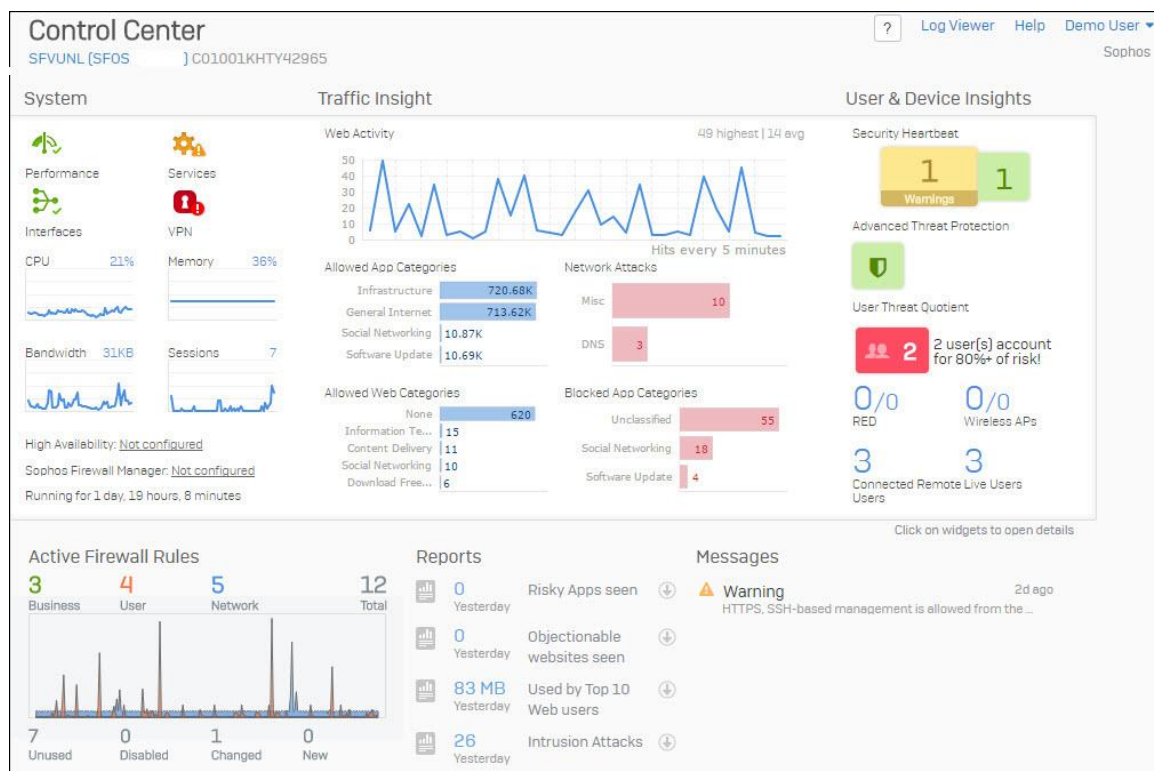 Control Center
SFVUNL (SFOS ) C01001KHTY42965
? Log Viewer Help Demo User
Sophos
System
Performance
Services
Interfaces
VPN
CPU 21%
Memory 36%
Bandwidth 31KB
Sessions 7
High Availability: Not configured
Sophos Firewall Manager: Not configured
Running for 1 day, 19 hours, 8 minutes
Traffic Insight
Web Activity
49 highest | 14 avg
50
40
30
20
10
0
Hits every 5 minutes
Allowed App Categories
Infrastructure 720.68K
General Internet 713.62K
Social Networking 10.87K
Software Update 10.69K
Network Attacks
Misc 10
DNS 3
Allowed Web Categories
None 620
Information Te... 15
Content Delivery 11
Social Networking 10
Download Free... 6
Blocked App Categories
Unclassified 55
Social Networking 18
Software Update 4
User & Device Insights
Security Heartbeat
1
Warnings
1
Advanced Threat Protection
User Threat Quotient
2
2 user(s) account
for 80%+ of risk!
0/0
RED
0/0
Wireless APs
3
Connected Remote
Users
3
Live Users
Click on widgets to open details
Active Firewall Rules
3
Business
4
User
5
Network
12
Total
7
Unused
0
Disabled
1
Changed
0
New
Reports
0
Yesterday
Risky Apps seen
0
Yesterday
Objectionable
websites seen
83 MB
Yesterday
Used by Top 10
Web users
26
Yesterday
Intrusion Attacks
Messages
Warning 2d ago
HTTPS, SSH-based management is allowed from the ...